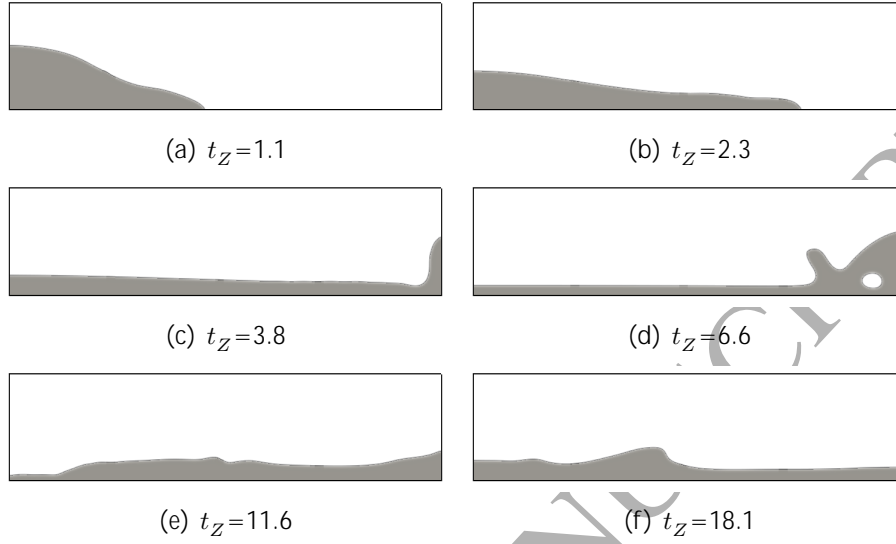 (a) t_Z=1.1
(b) t_Z=2.3
(c) t_Z=3.8
(d) t_Z=6.6
(e) t_Z=11.6
(f) t_Z=18.1